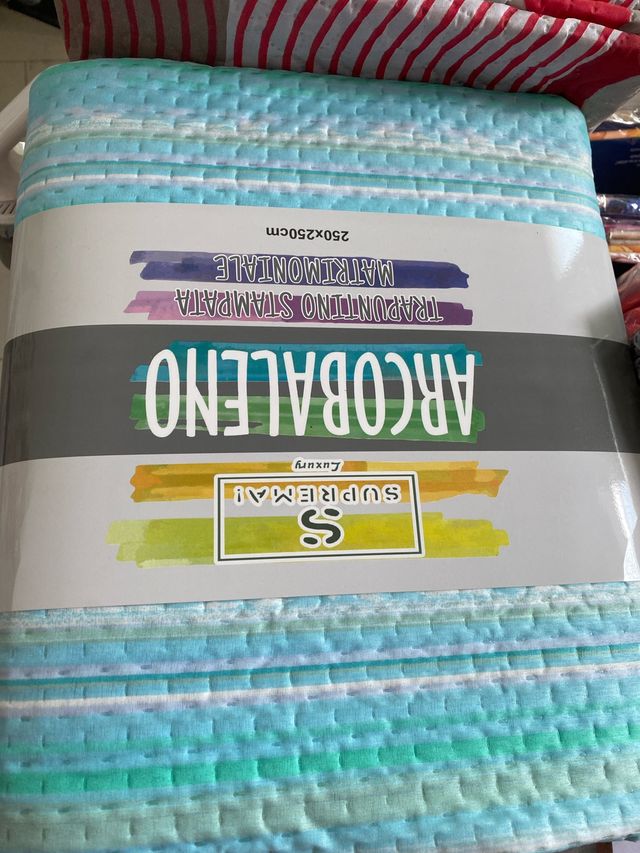 S
SUPREMA!
Luxury
ARCOBALENO
TRAPUNTINO STAMPATA
MATRIMONIALE
250x250cm